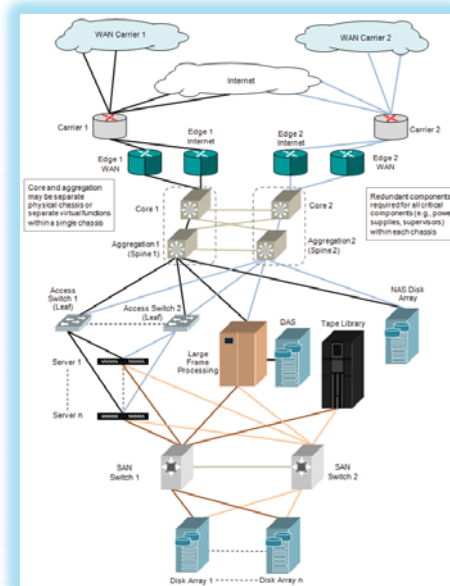 WAN Carrier 1
WAN Carrier 2
Internet
Carrier 1
Carrier 2
Edge 1
Internet
Edge 2
Internet
Edge 1
WAN
Edge 2
WAN
Core and aggregation
may be separate
physical chassis or
separate virtual functions
within a single chassis
Core 1
Core 2
Redundant components
required for all critical
components (e.g., power
supplies, supervisors)
within each chassis
Aggregation1
(Spine 1)
Aggregation2
(Spine 2)
Access
Switch 1
(Leaf)
Access Switch 2
(Leaf)
NAS Disk
Array
DAS
Tape Library
Large
Frame
Processing
Server 1
Server n
SAN
Switch 1
SAN
Switch 2
Disk Array 1
Disk Array n